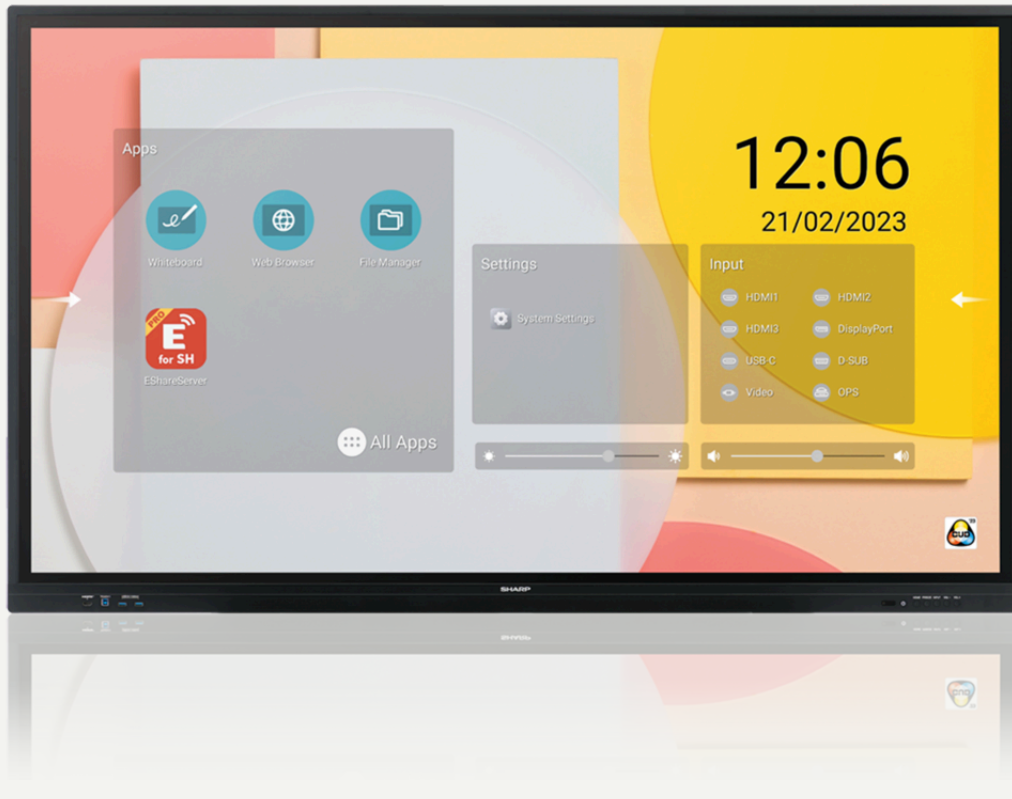 Apps
Whiteboard
Web Browser
File Manager
PRO
E
for SH
EShareServer
All Apps
Settings
System Settings
12:06
21/02/2023
Input
HDMI1
HDMI2
HDMI3
DisplayPort
USB-C
D-SUB
Video
OPS
CUD
SHARP